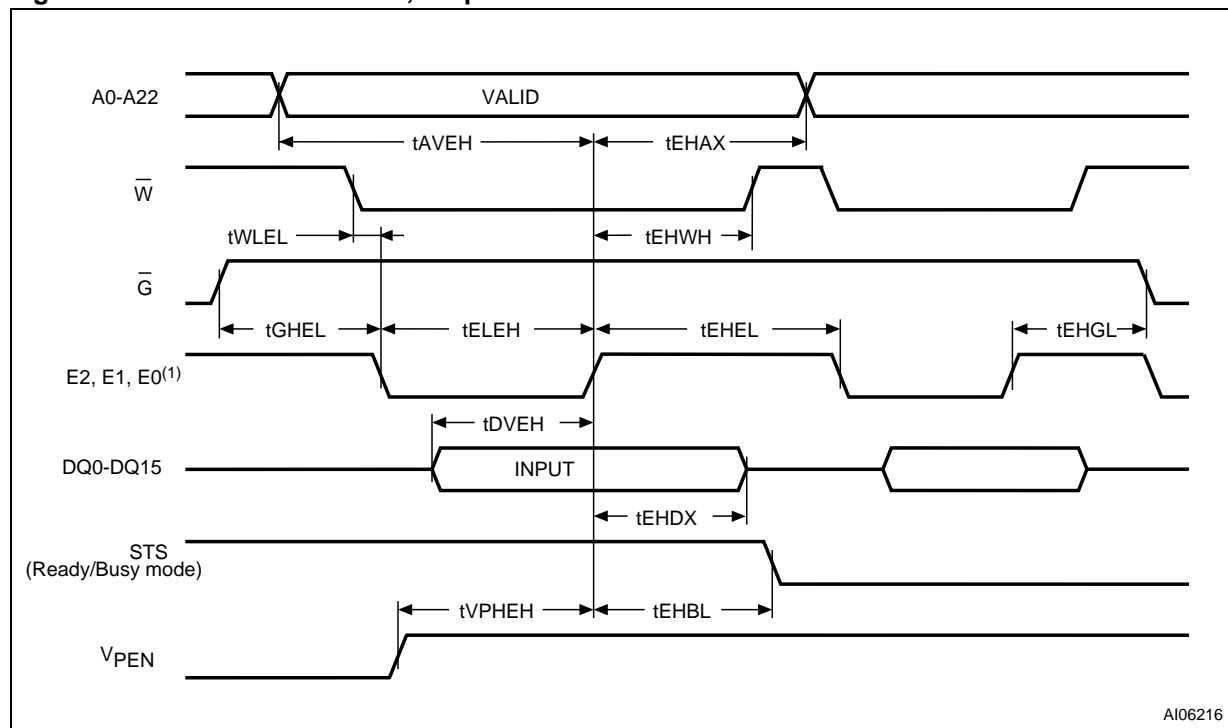 A0-A22
VALID
tAVEH
tEHAX
W
tWLEL
tEHWH
G
tGHEL
tELEH
tEHEL
tEHGL
E2, E1, E0(1)
tDVEH
DQ0-DQ15
INPUT
tEHDX
STS
(Ready/Busy mode)
tVPHEH
tEHBL
VPEN
AI06216